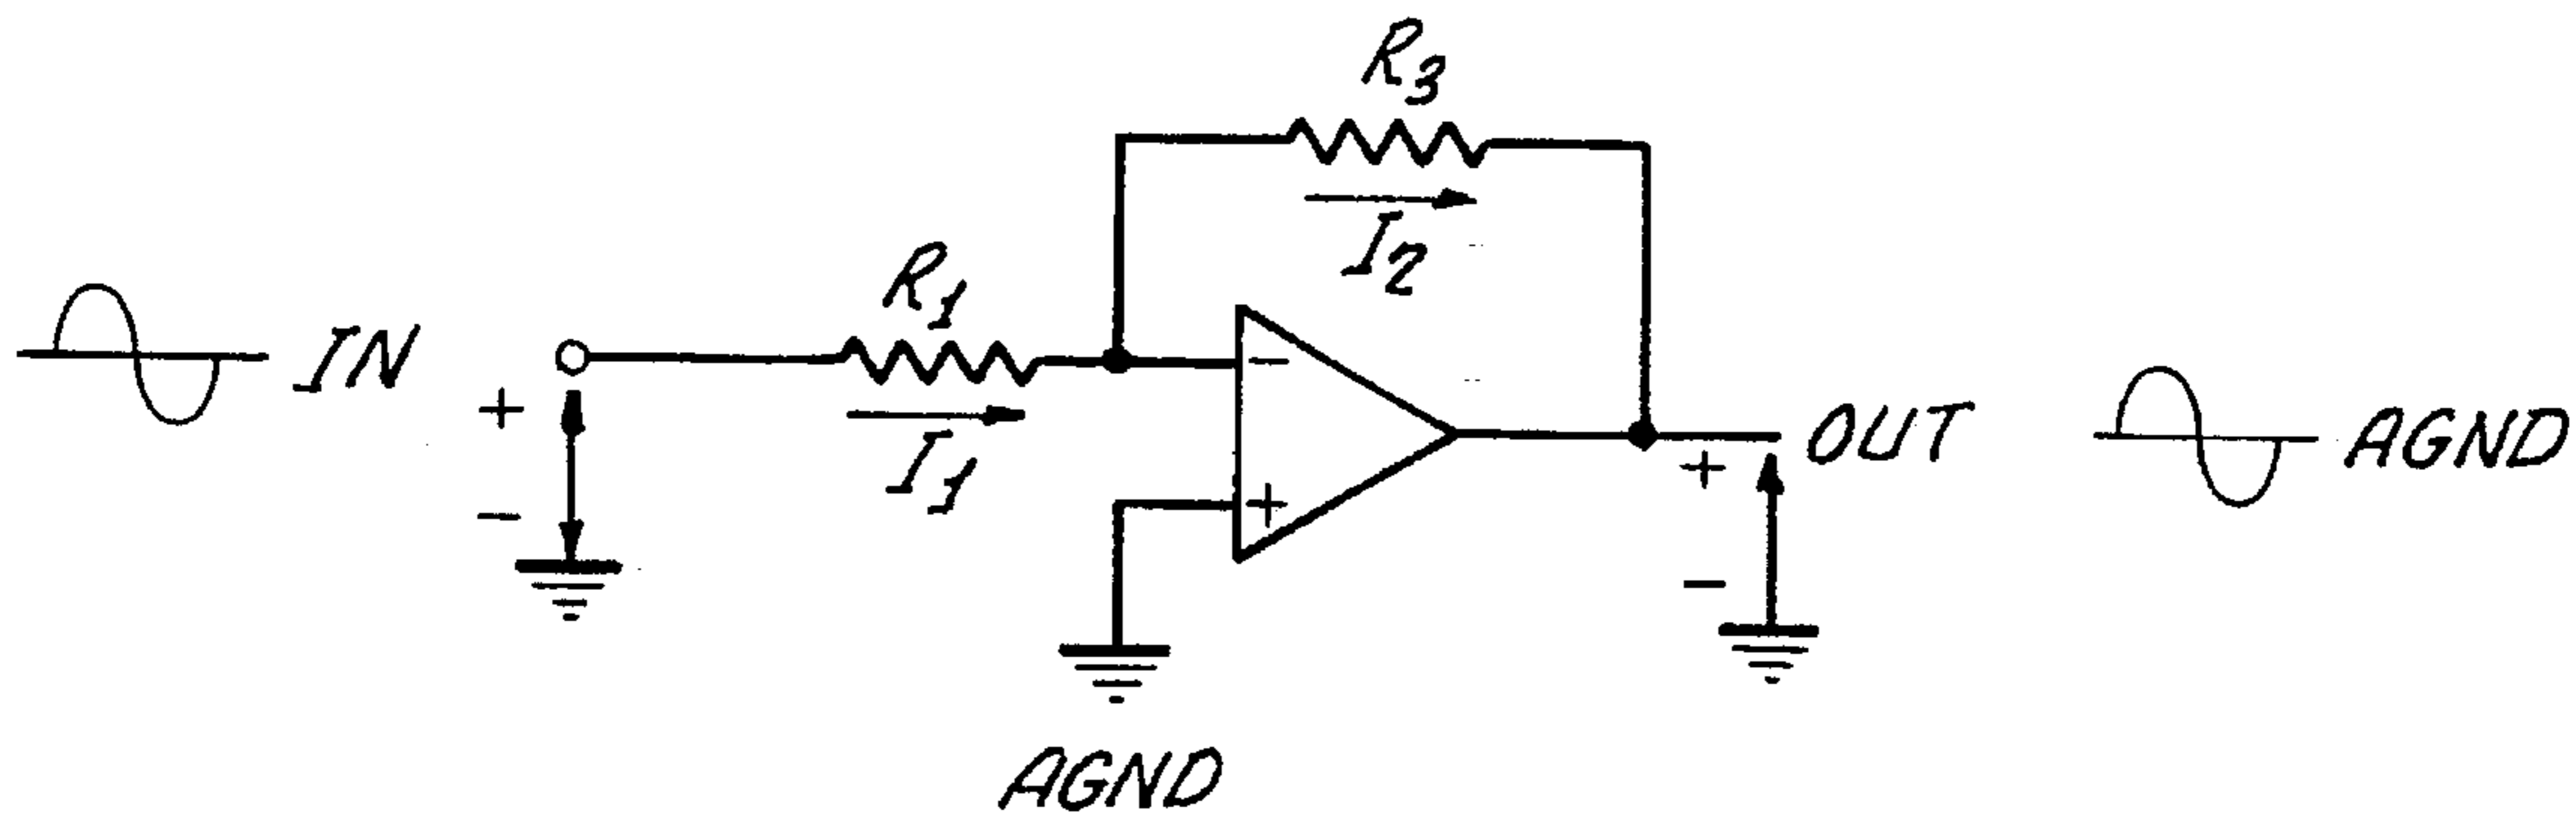 R3
I2
R1
IN
+
-
I1
-
+
OUT
+
-
AGND
AGND